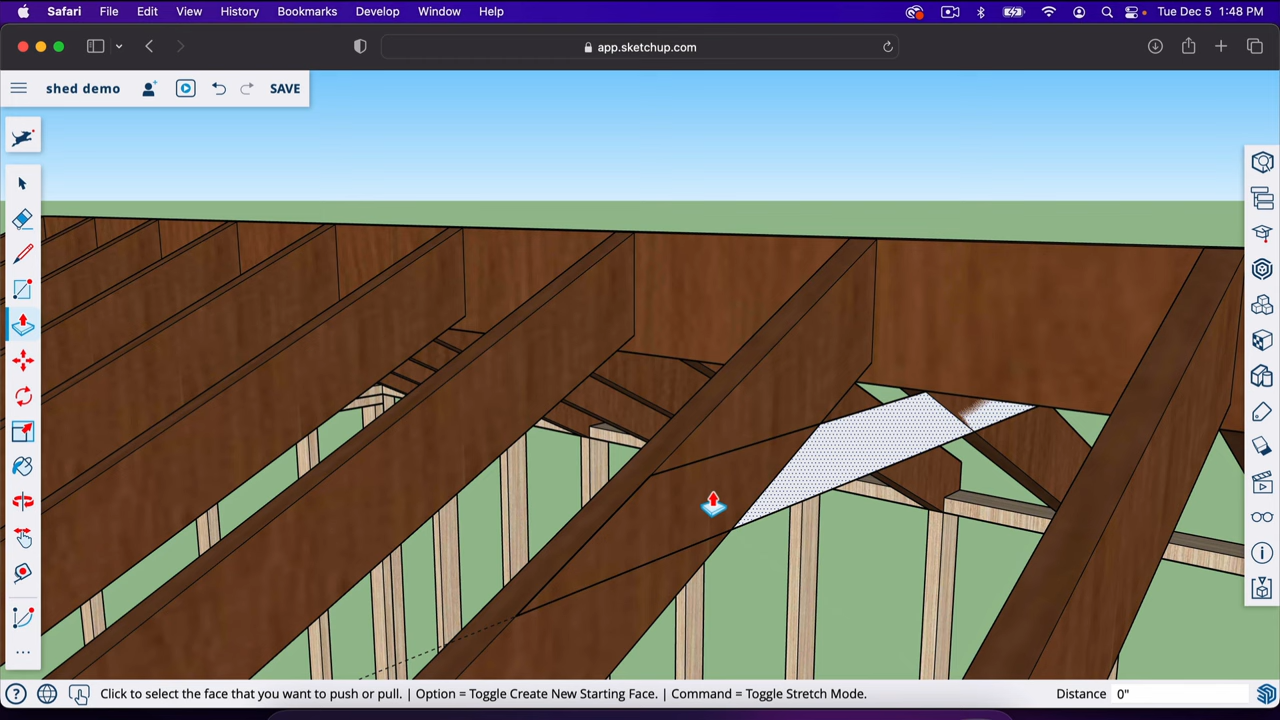 Safari File Edit View History Bookmarks Develop Window Help Tue Dec 5 1:48 PM
app.sketchup.com
shed demo SAVE
Click to select the face that you want to push or pull. | Option = Toggle Create New Starting Face. | Command = Toggle Stretch Mode. Distance 0"